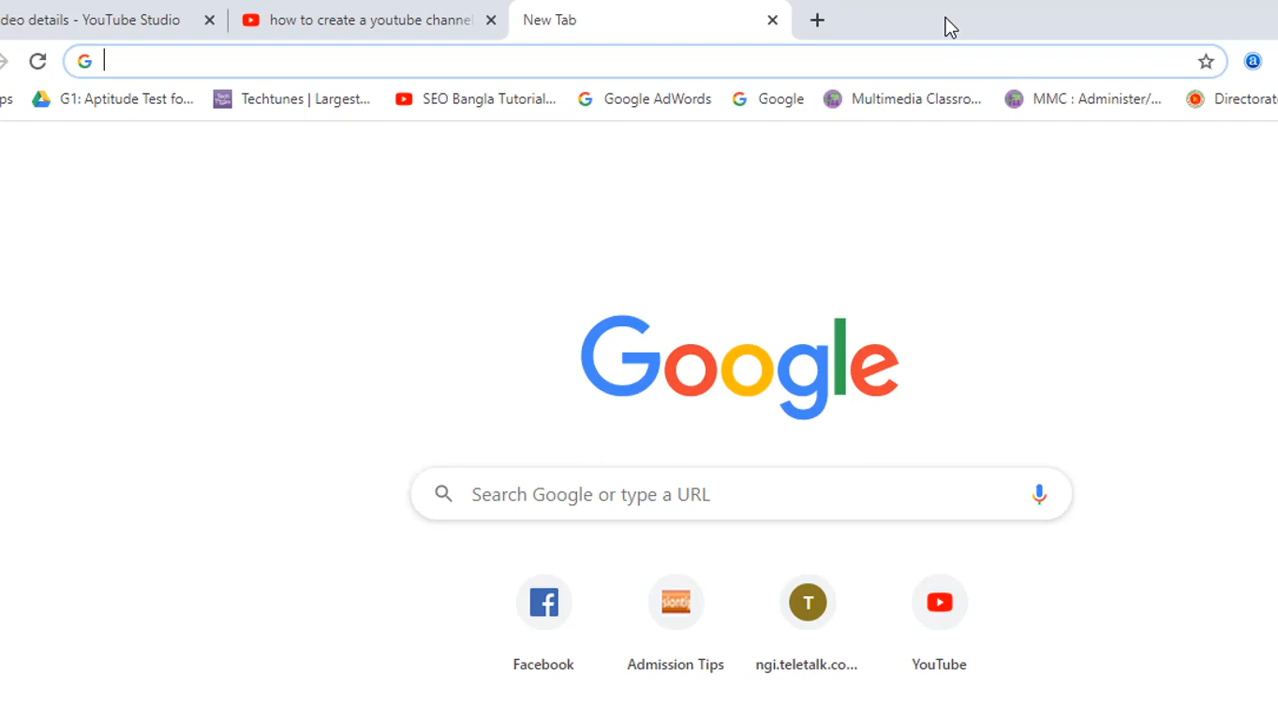 deo details - YouTube Studio
how to create a youtube channel
New Tab
ps
G1: Aptitude Test fo...
Techtunes | Largest...
SEO Bangla Tutorial...
Google AdWords
Google
Multimedia Classro...
MMC : Administer/...
Directorat
Google
Search Google or type a URL
T
Facebook
Admission Tips
ngi.teletalk.co...
YouTube